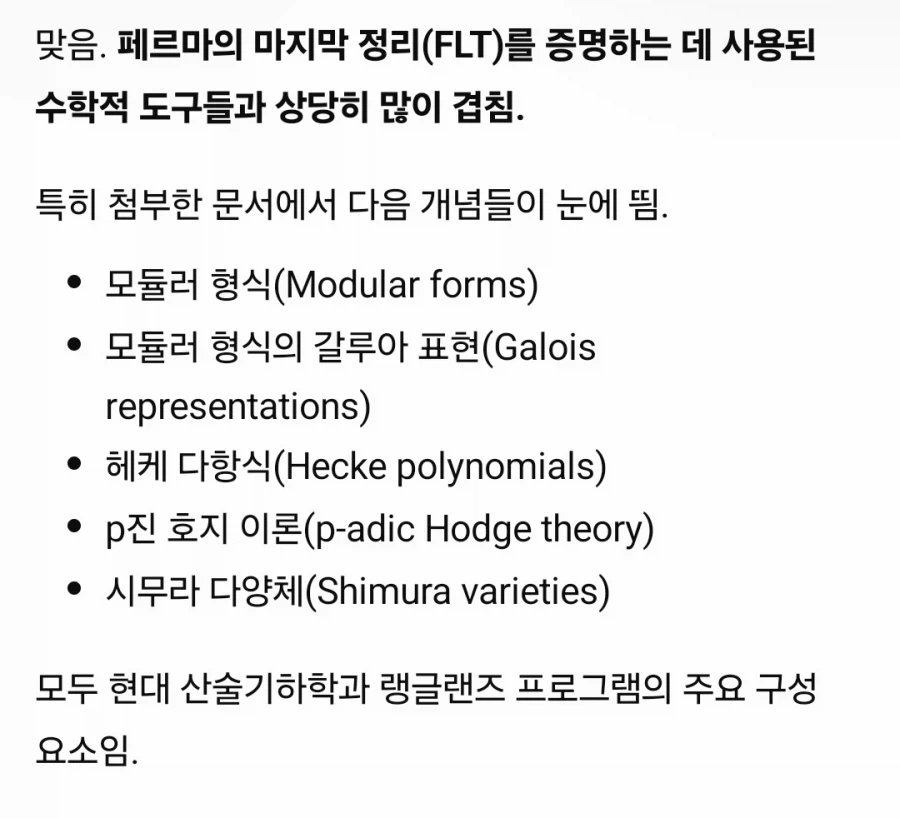 맞음. 페르마의 마지막 정리(FLT)를 증명하는 데 사용된
수학적 도구들과 상당히 많이 겹침.
특히 첨부한 문서에서 다음 개념들이 눈에 띔.
• 모듈러 형식(Modular forms)
• 모듈러 형식의 갈루아 표현(Galois
representations)
• 헤케 다항식(Hecke polynomials)
• p진 호지 이론(p-adic Hodge theory)
• 시무라 다양체(Shimura varieties)
모두 현대 산술기하학과 랭글랜즈 프로그램의 주요 구성
요소임.